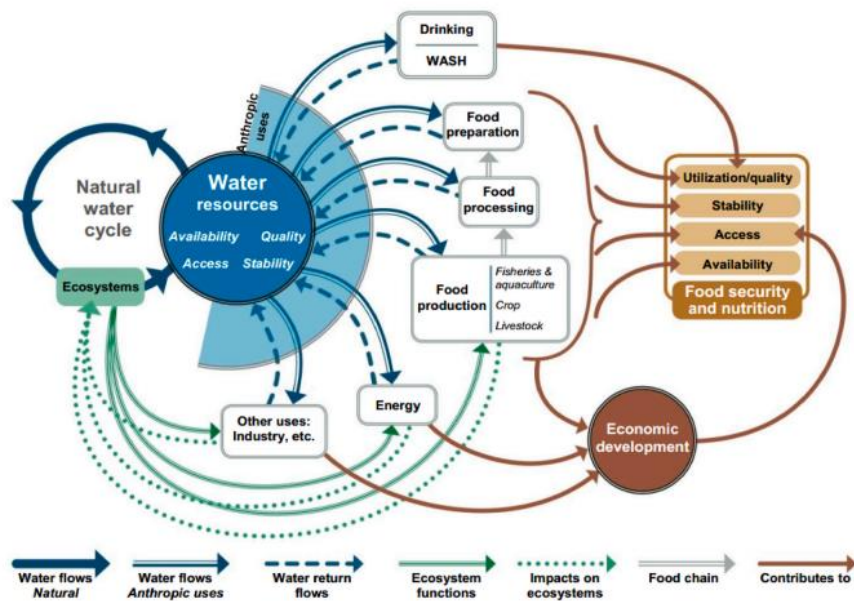 Drinking
WASH
Anthropic
uses
Food
preparation
Natural
water
cycle
Water
resources
Availability Quality
Access Stability
Food
processing
Utilization/quality
Stability
Access
Availability
Food security
and nutrition
Ecosystems
Food
production
Fisheries &
aquaculture
Crop
Livestock
Other uses:
Industry, etc.
Energy
Economic
development
Water flows
Natural
Water flows
Anthropic uses
Water return
flows
Ecosystem
functions
Impacts on
ecosystems
Food chain
Contributes to